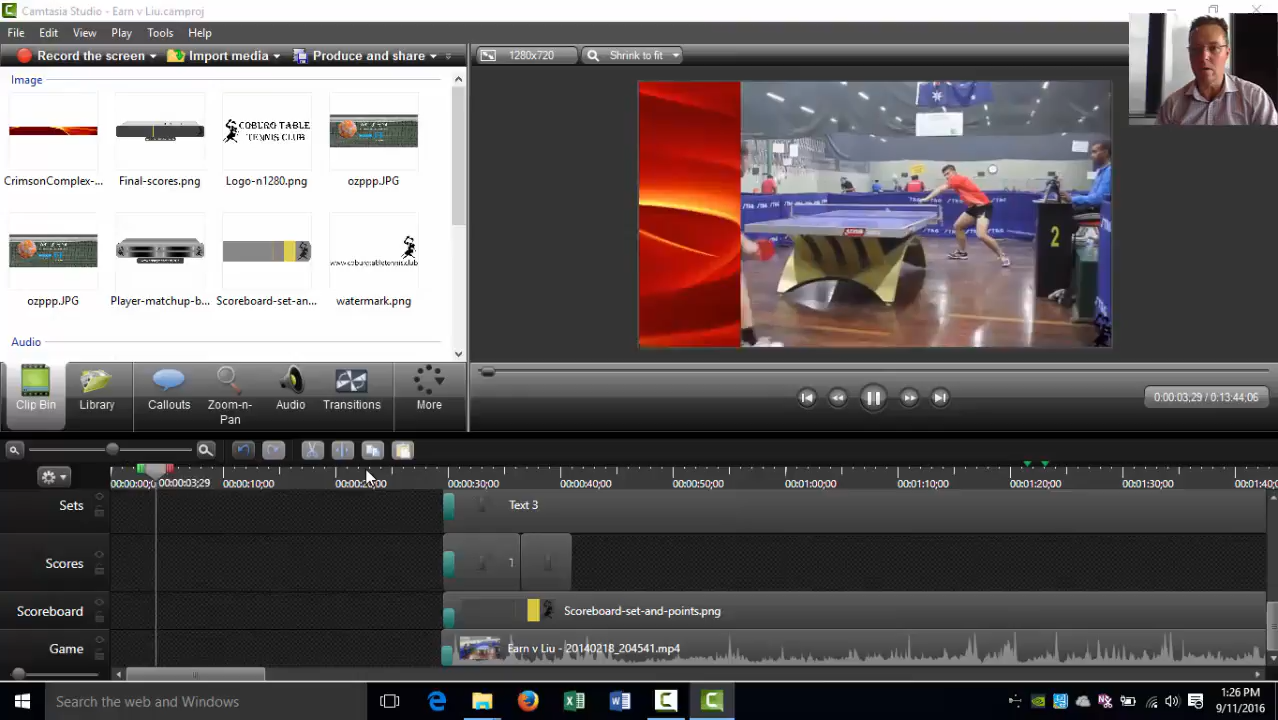 Camtasia Studio - Earn v Liu.camproj
File Edit View Play Tools Help
Record the screen Import media Produce and share
1280x720 Shrink to fit
Image
COBURG TABLE TENNIS CLUB
CrimsonComplex-... Final-scores.png Logo-n1280.png ozppp.JPG
www.coburgtabletennis.club
ozppp.JPG Player-matchup-b... Scoreboard-set-an... watermark.png
Audio
2
Clip Bin Library Callouts Zoom-n-Pan Audio Transitions More
0:00:03;29 / 0:13:44;06
00:00:03;29 00:00:10;00 00:00:30;00 00:00:40;00 00:00:50;00 00:01:00;00 00:01:10;00 00:01:20;00 00:01:30;00
Sets Text 3
Scores 1
Scoreboard Scoreboard-set-and-points.png
Game Earn v Liu - 20140218_204541.mp4
Search the web and Windows
1:26 PM
9/11/2016